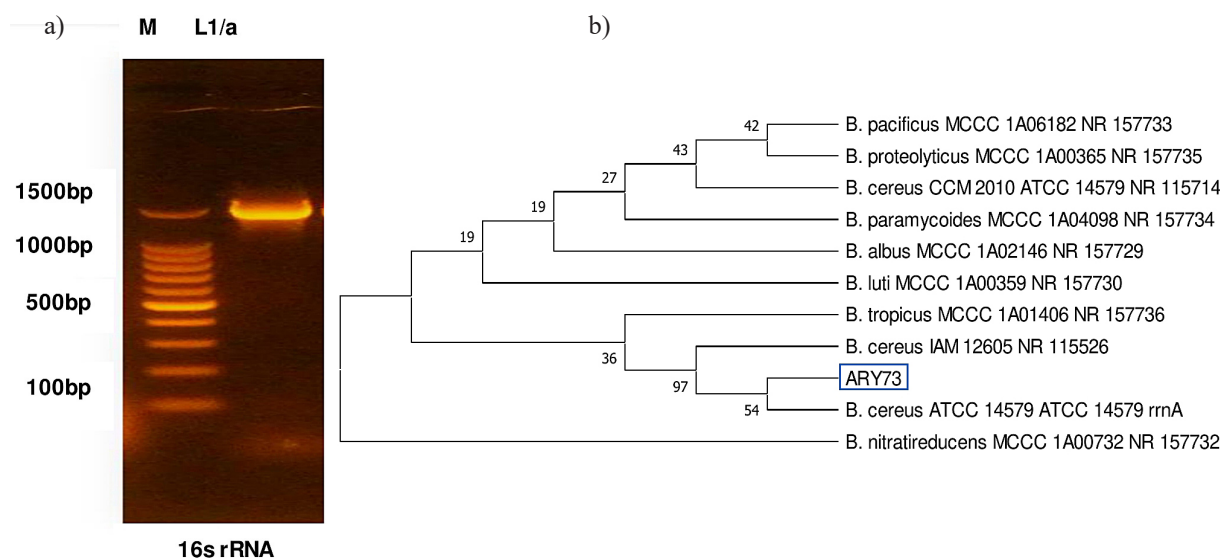 a)
M L1/a
1500bp
1000bp
500bp
100bp
16s rRNA
b)
42
43
27
19
19
36
97
54
B. pacificus MCCC 1A06182 NR 157733
B. proteolyticus MCCC 1A00365 NR 157735
B. cereus CCM 2010 ATCC 14579 NR 115714
B. paramycoides MCCC 1A04098 NR 157734
B. albus MCCC 1A02146 NR 157729
B. luti MCCC 1A00359 NR 157730
B. tropicus MCCC 1A01406 NR 157736
B. cereus IAM 12605 NR 115526
ARY73
B. cereus ATCC 14579 ATCC 14579 rrnA
B. nitratireducens MCCC 1A00732 NR 157732